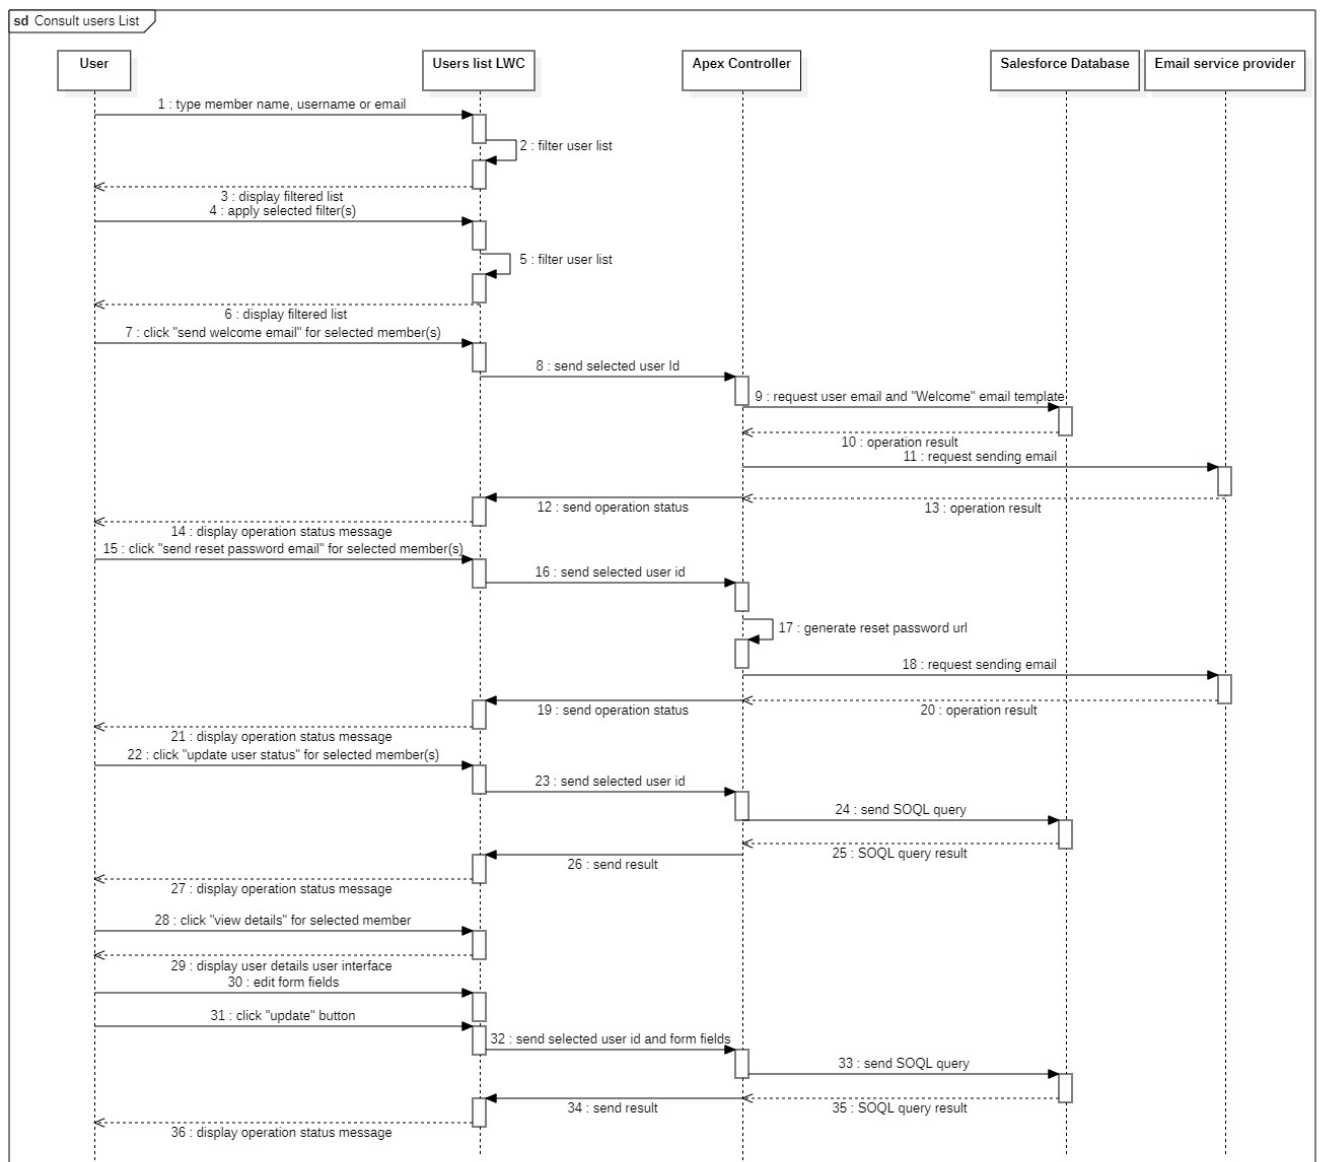 sd Consult users List
User
Users list LWC
Apex Controller
Salesforce Database
Email service provider
1 : type member name, username or email
2 : filter user list
3 : display filtered list
4 : apply selected filter(s)
5 : filter user list
6 : display filtered list
7 : click "send welcome email" for selected member(s)
8 : send selected user Id
9 : request user email and "Welcome" email template
10 : operation result
11 : request sending email
12 : send operation status
13 : operation result
14 : display operation status message
15 : click "send reset password email" for selected member(s)
16 : send selected user id
17 : generate reset password url
18 : request sending email
19 : send operation status
20 : operation result
21 : display operation status message
22 : click "update user status" for selected member(s)
23 : send selected user id
24 : send SOQL query
25 : SOQL query result
26 : send result
27 : display operation status message
28 : click "view details" for selected member
29 : display user details user interface
30 : edit form fields
31 : click "update" button
32 : send selected user id and form fields
33 : send SOQL query
34 : send result
35 : SOQL query result
36 : display operation status message